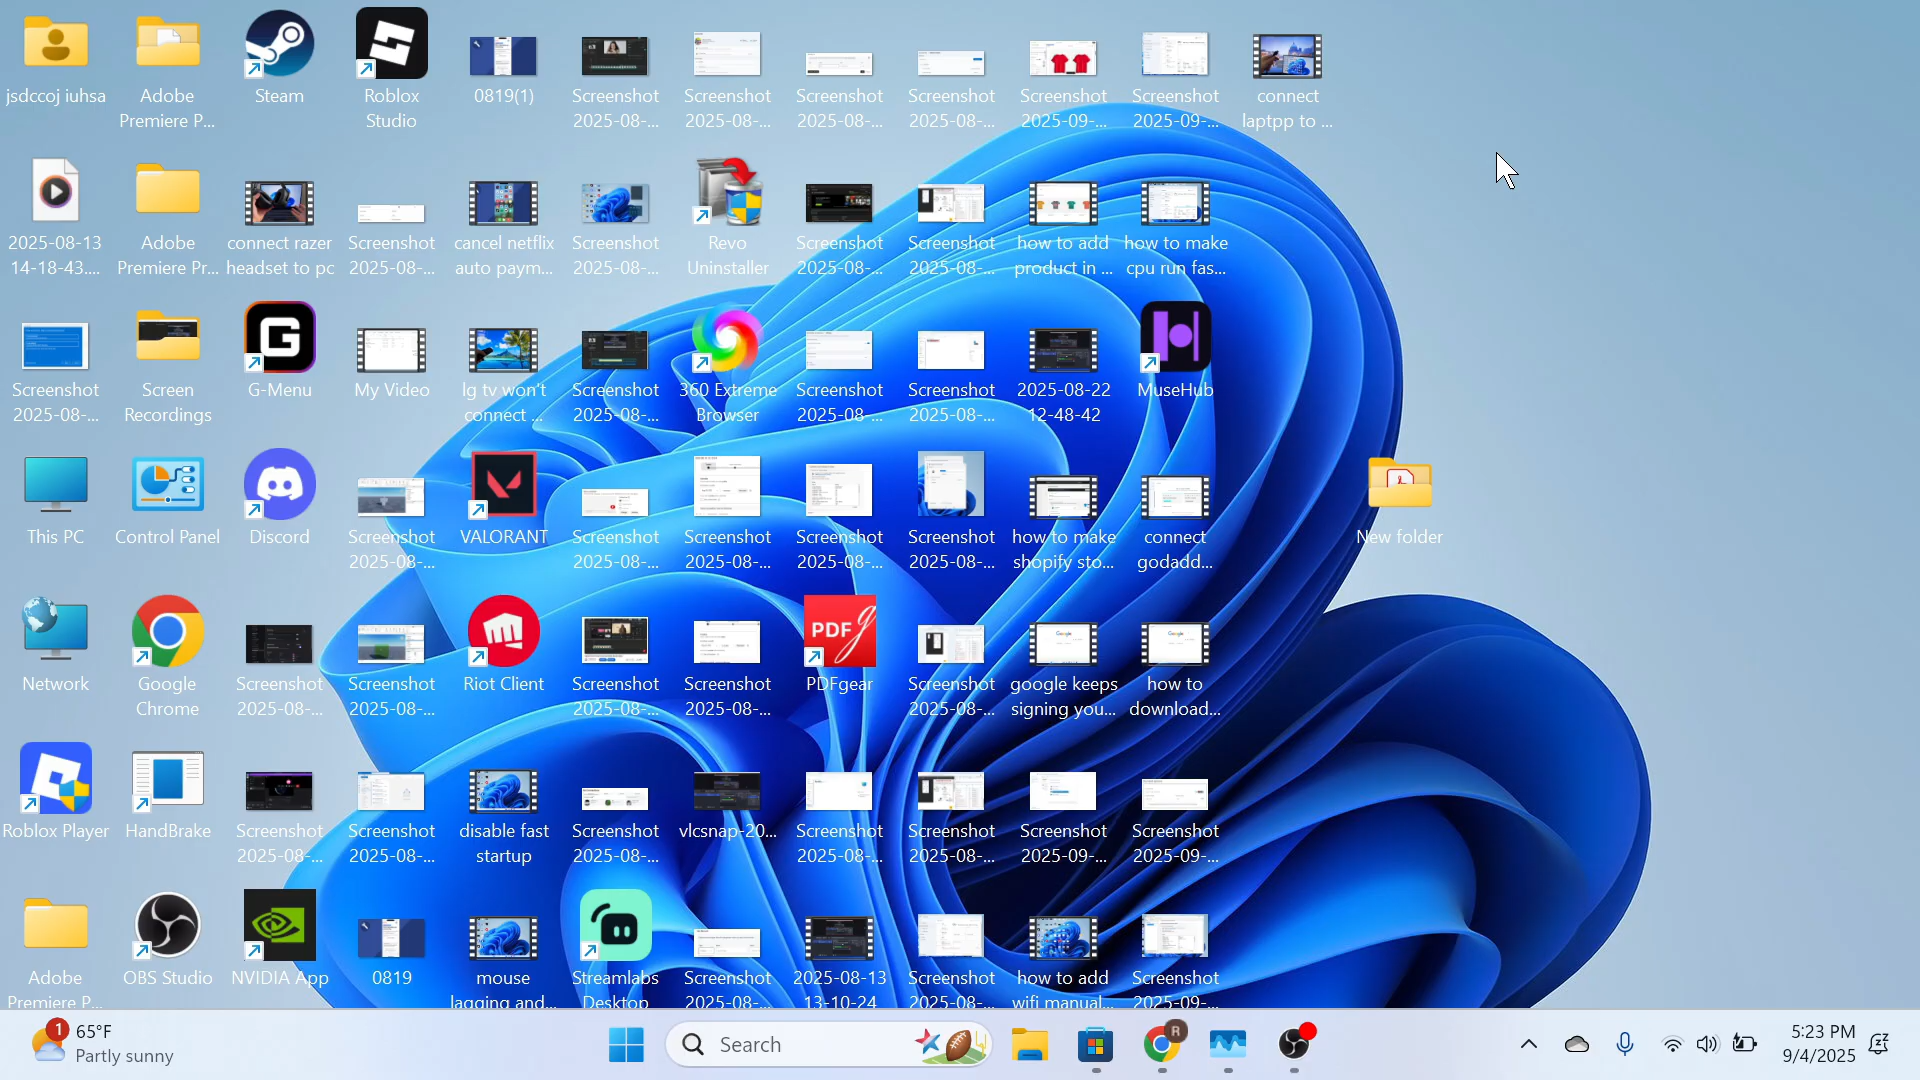 jsdccoj iuhsa
Adobe
Premiere P...
Steam
Roblox
Studio
0819(1)
Screenshot
2025-08-...
Screenshot
2025-08-...
Screenshot
2025-08-...
Screenshot
2025-08-...
Screenshot
2025-09-...
Screenshot
2025-09-...
connect
laptpp to ...
2025-08-13
14-18-43....
Adobe
Premiere Pr...
connect razer
headset to pc
Screenshot
2025-08-...
cancel netflix
auto paym...
Screenshot
2025-08-...
Revo
Uninstaller
Screenshot
2025-08-...
Screenshot
2025-08-...
how to add
product in ...
how to make
cpu run fas...
Screenshot
2025-08-...
Screen
Recordings
G-Menu
My Video
lg tv won't
connect ...
Screenshot
2025-08-...
360 Extreme
Browser
Screenshot
2025-08-...
Screenshot
2025-08-...
2025-08-22
12-48-42
MuseHub
This PC
Control Panel
Discord
Screenshot
2025-08-...
VALORANT
Screenshot
2025-08-...
Screenshot
2025-08-...
Screenshot
2025-08-...
Screenshot
2025-08-...
how to make
shopify sto...
connect
godadd...
New folder
Network
Google
Chrome
Screenshot
2025-08-...
Screenshot
2025-08-...
Riot Client
Screenshot
2025-08-...
Screenshot
2025-08-...
PDF
PDFgear
Screenshot
2025-08-...
google keeps
signing you...
how to
download...
Roblox Player
HandBrake
Screenshot
2025-08-...
Screenshot
2025-08-...
disable fast
startup
Screenshot
2025-08-...
vlcsnap-20...
Screenshot
2025-08-...
Screenshot
2025-08-...
Screenshot
2025-09-...
Screenshot
2025-09-...
Adobe
Premiere P...
OBS Studio
NVIDIA App
0819
mouse
lagging and...
Streamlabs
Desktop
Screenshot
2025-08-...
2025-08-13
13-10-24
Screenshot
2025-08-...
how to add
wifi manual...
Screenshot
2025-09-...
1
65°F
Partly sunny
Search
R
5:23 PM
9/4/2025